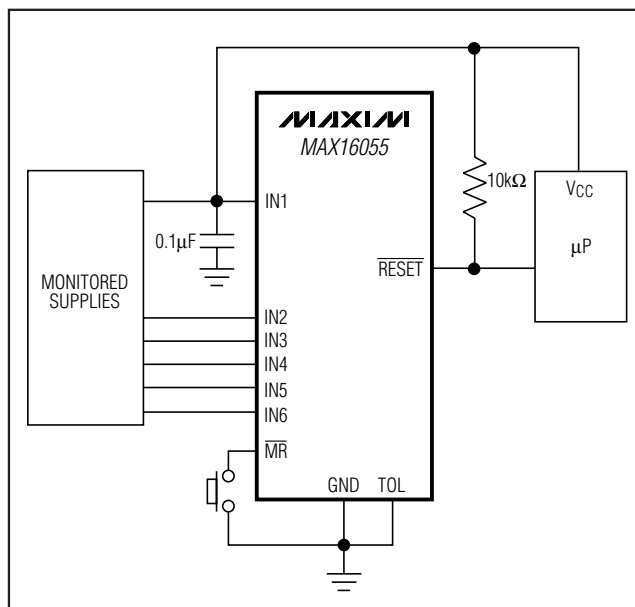 MAXIM
MAX16055
IN1
0.1μF
10kΩ
VCC
μP
RESET
MONITORED
SUPPLIES
IN2
IN3
IN4
IN5
IN6
MR
GND TOL